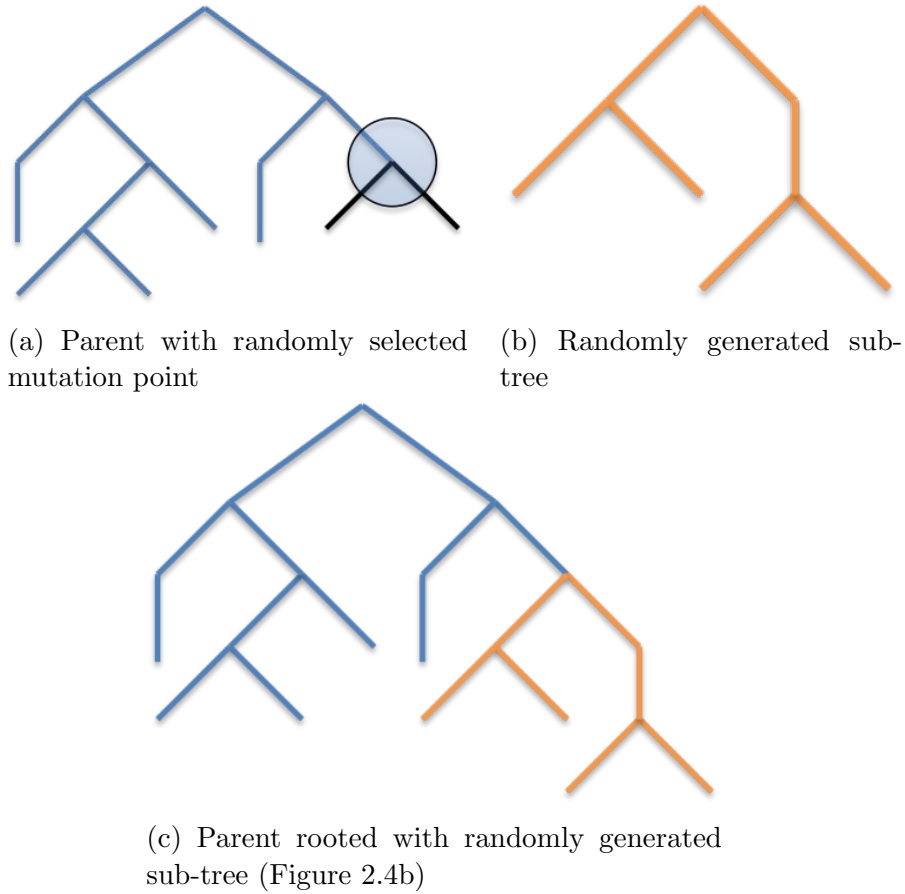 (a) Parent with randomly selected
mutation point
(b) Randomly generated sub-
tree
(c) Parent rooted with randomly generated
sub-tree (Figure 2.4b)